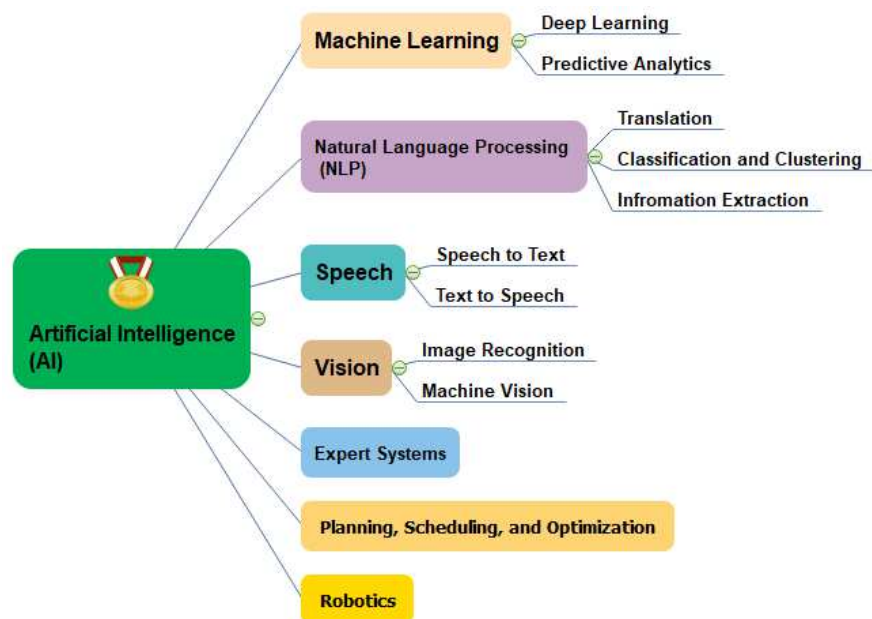 Artificial Intelligence
(AI)
Machine Learning
Deep Learning
Predictive Analytics
Natural Language Processing
(NLP)
Translation
Classification and Clustering
Infromation Extraction
Speech
Speech to Text
Text to Speech
Vision
Image Recognition
Machine Vision
Expert Systems
Planning, Scheduling, and Optimization
Robotics